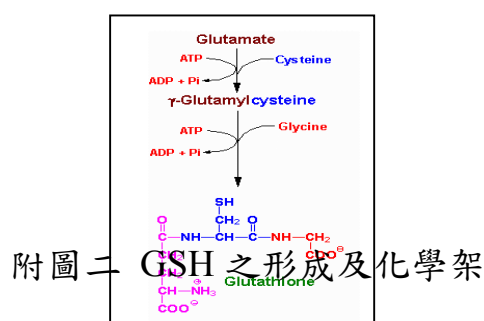 Glutamate
ATP Cysteine
ADP + Pi
γ-Glutamylcysteine
ATP Glycine
ADP + Pi
SH
O CH₂ O
C—NH—CH—C—NH—CH₂
COO⊖
附圖二 GSH 之形成及化學架
Glutathione
CH—NH₃⊕
COO⊖